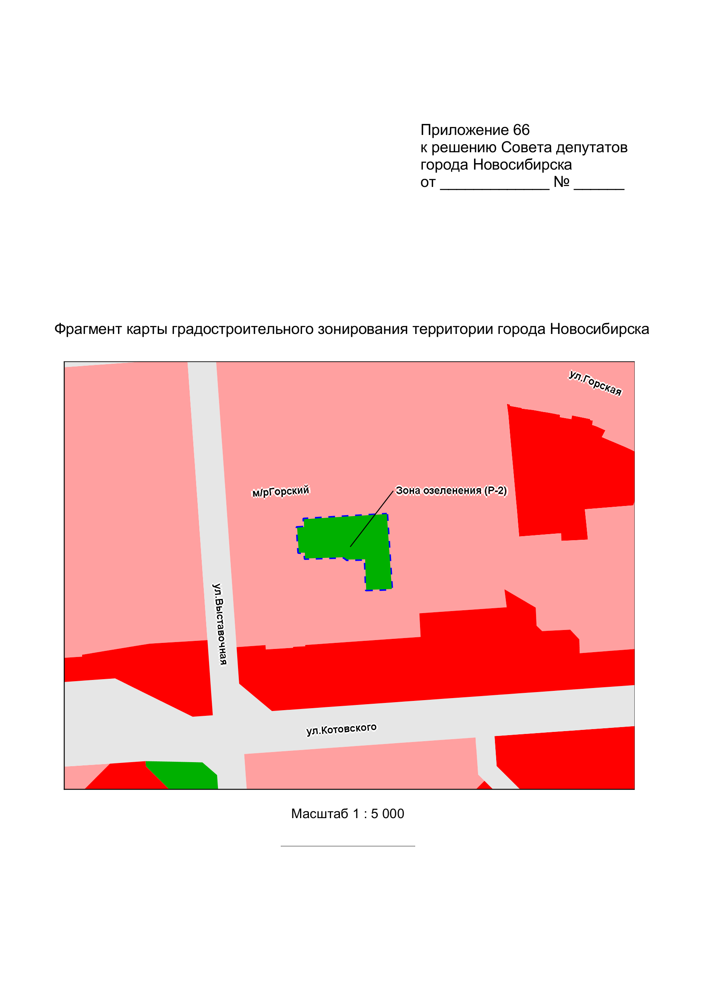 Приложение 66
к решению Совета депутатов
города Новосибирска
от _____________ № ______
Фрагмент карты градостроительного зонирования территории города Новосибирска
ул.Горская
м/рГорский
Зона озеленения (Р-2)
ул.Выставочная
ул.Котовского
Масштаб 1 : 5 000